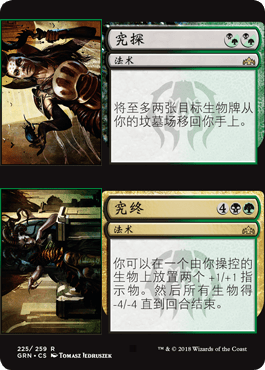 究探
法术
将至多两张目标生物牌从
你的坟墓场移回你手上。
究终 4
法术
你可以在一个由你操控的
生物上放置两个 +1/+1 指
示物。然后所有生物得
-4/-4 直到回合结束。
225/259 R
GRN • CS TOMASZ JEDRUSZEK
™ & © 2018 Wizards of the Coast